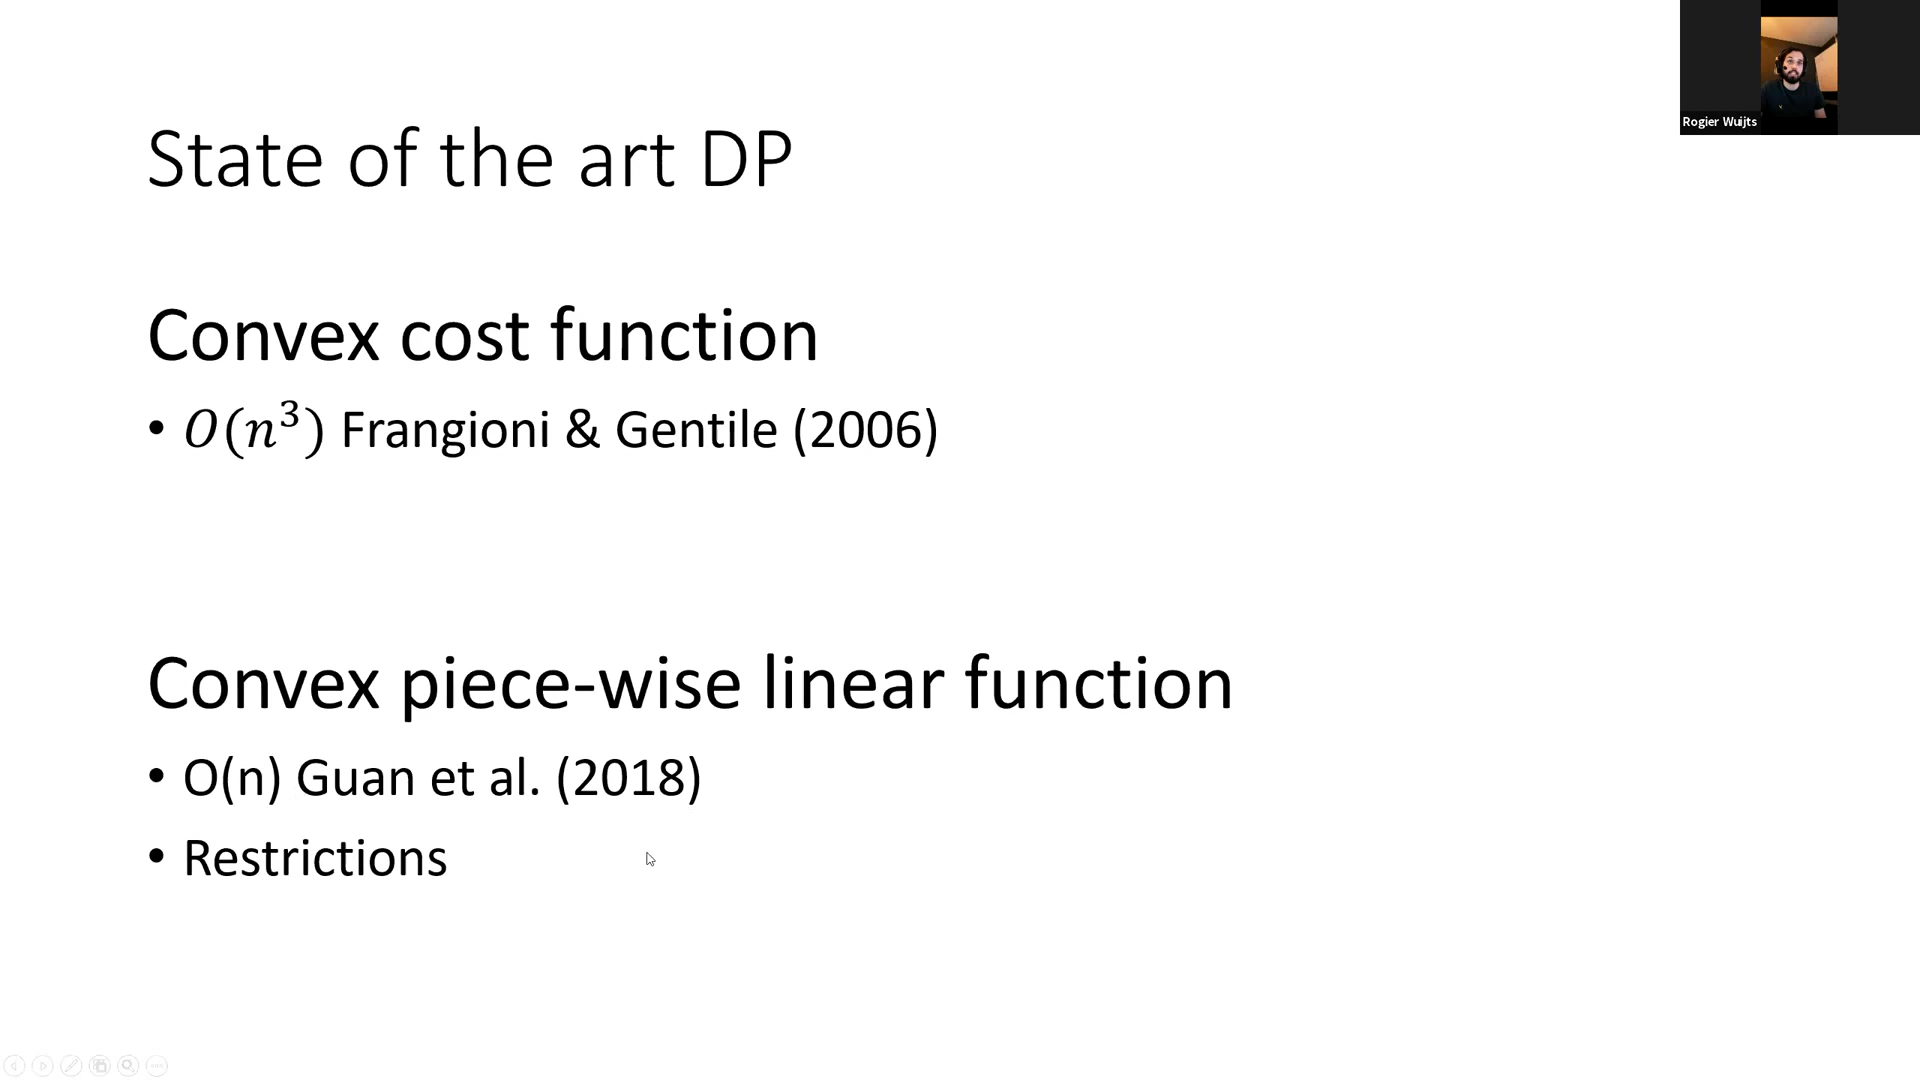 State of the art DP
Convex cost function
• O(n³) Frangioni & Gentile (2006)
Convex piece-wise linear function
• O(n) Guan et al. (2018)
• Restrictions
Rogier Wuijts